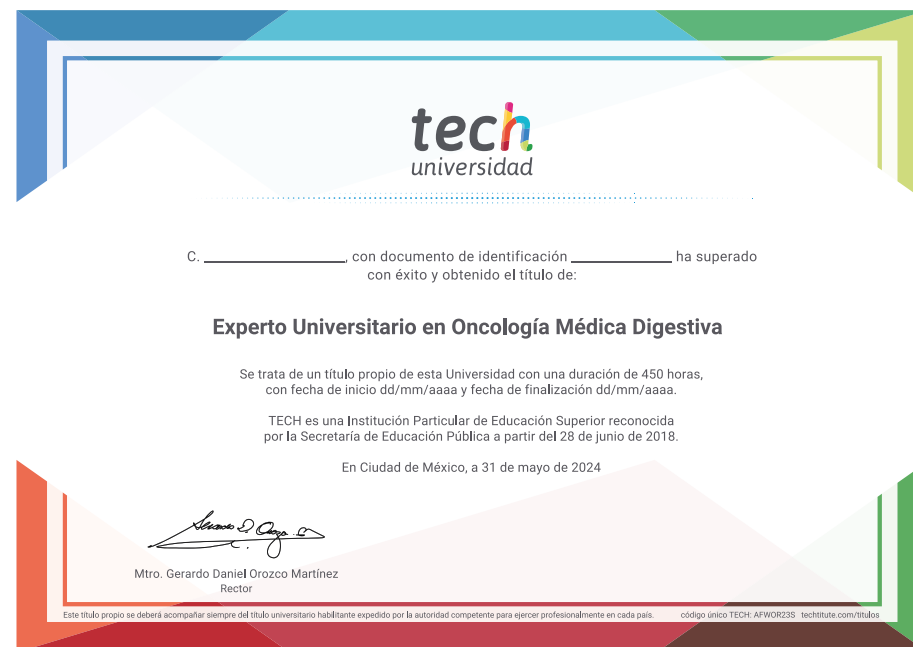 tech
universidad
C. ____________________, con documento de identificación ______________ ha superado
con éxito y obtenido el título de:
Experto Universitario en Oncología Médica Digestiva
Se trata de un título propio de esta Universidad con una duración de 450 horas,
con fecha de inicio dd/mm/aaaa y fecha de finalización dd/mm/aaaa.
TECH es una Institución Particular de Educación Superior reconocida
por la Secretaría de Educación Pública a partir del 28 de junio de 2018.
En Ciudad de México, a 31 de mayo de 2024
Mtro. Gerardo Daniel Orozco Martínez
Rector
Este título propio se deberá acompañar siempre del título universitario habilitante expedido por la autoridad competente para ejercer profesionalmente en cada país. código único TECH: AFWOR23S techtitute.com/titulos